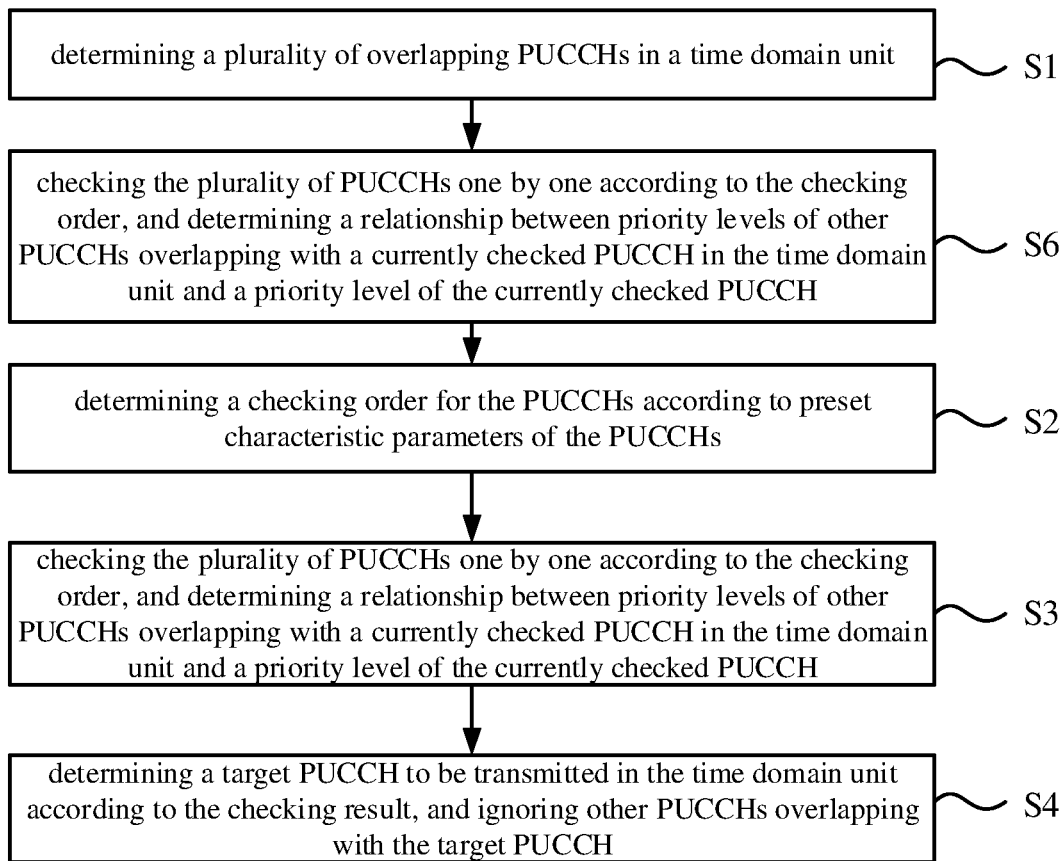 determining a plurality of overlapping PUCCHs in a time domain unit
S1
checking the plurality of PUCCHs one by one according to the checking
order, and determining a relationship between priority levels of other
PUCCHs overlapping with a currently checked PUCCH in the time domain
unit and a priority level of the currently checked PUCCH
S6
determining a checking order for the PUCCHs according to preset
characteristic parameters of the PUCCHs
S2
checking the plurality of PUCCHs one by one according to the checking
order, and determining a relationship between priority levels of other
PUCCHs overlapping with a currently checked PUCCH in the time domain
unit and a priority level of the currently checked PUCCH
S3
determining a target PUCCH to be transmitted in the time domain unit
according to the checking result, and ignoring other PUCCHs overlapping
with the target PUCCH
S4